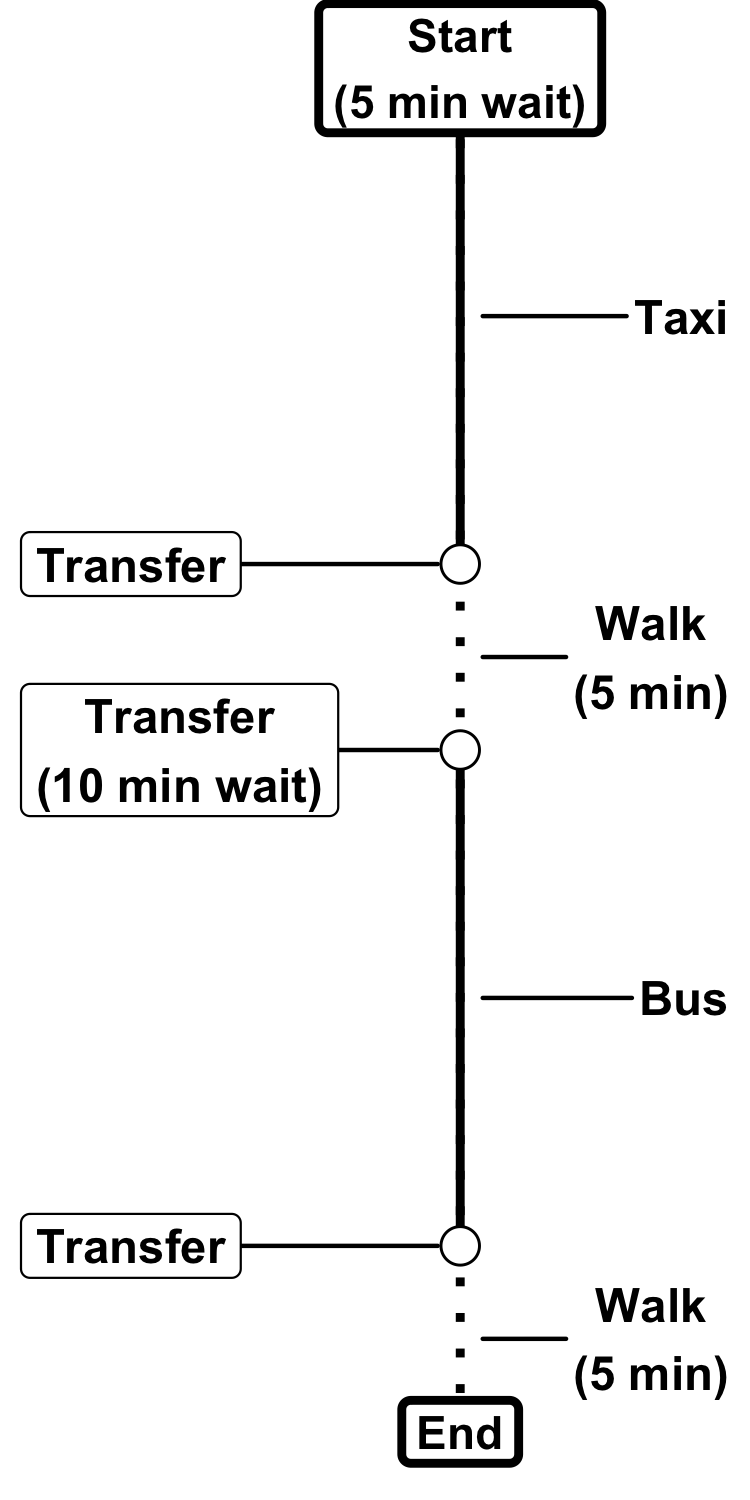 Start
(5 min wait)
Taxi
Transfer
Walk
(5 min)
Transfer
(10 min wait)
Bus
Transfer
Walk
(5 min)
End